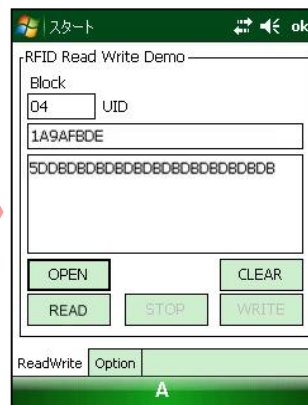 スタート ok
RFID Read Write Demo
Block
04 UID
1A9AFBDE
5DDBDBDBDBDBDBDBDBDBDBDBDBDBDBDB
OPEN CLEAR
READ STOP WRITE
ReadWrite Option
A